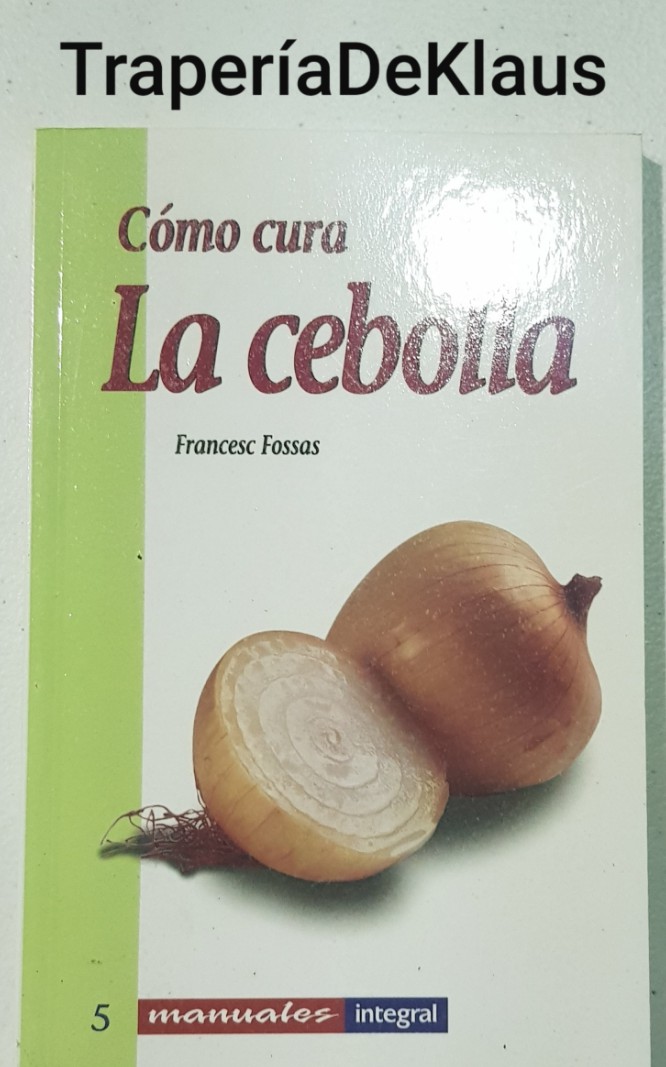 TraperíaDeKlaus
Cómo cura
La cebolla
Francesc Fossas
5 manuales integral